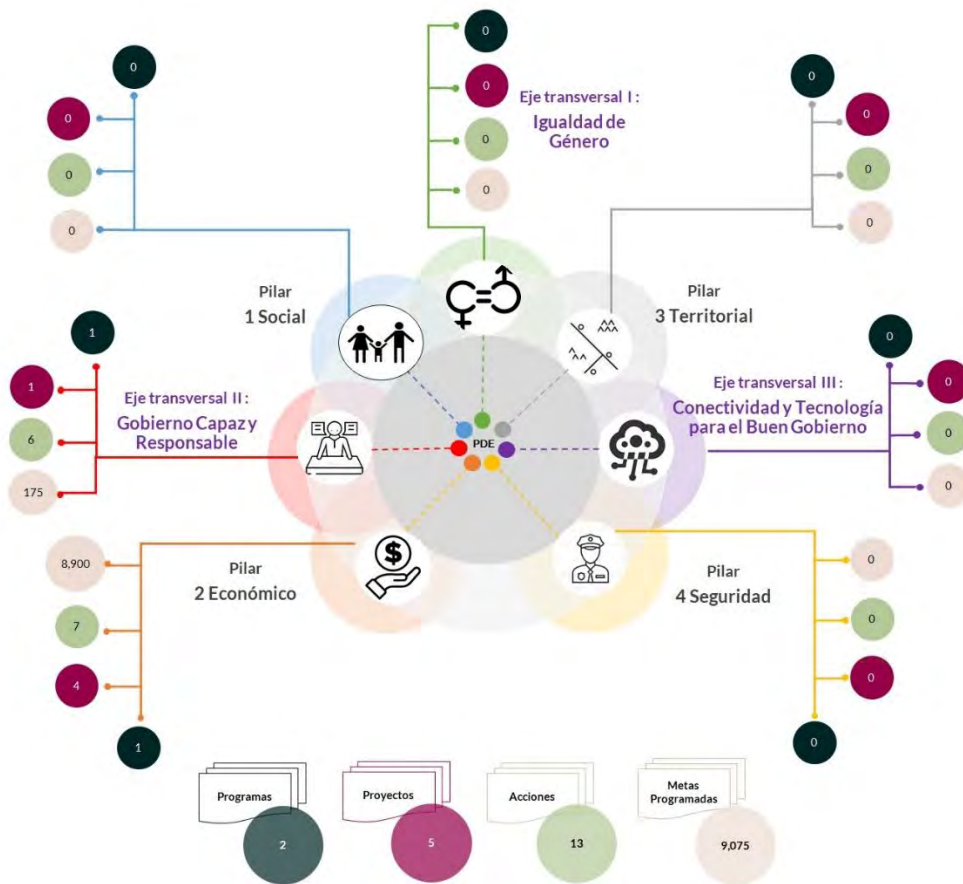 0
0
0
0
0
0
0
0
Eje transversal I :
Igualdad de
Género
0
0
0
0
Pilar
1 Social
Pilar
3 Territorial
1
1
6
175
Eje transversal II :
Gobierno Capaz y
Responsable
PDE
Eje transversal III :
Conectividad y Tecnología
para el Buen Gobierno
0
0
0
0
8,900
7
4
1
Pilar
2 Económico
$
Pilar
4 Seguridad
0
0
0
0
Programas
2
Proyectos
5
Acciones
13
Metas
Programadas
9,075